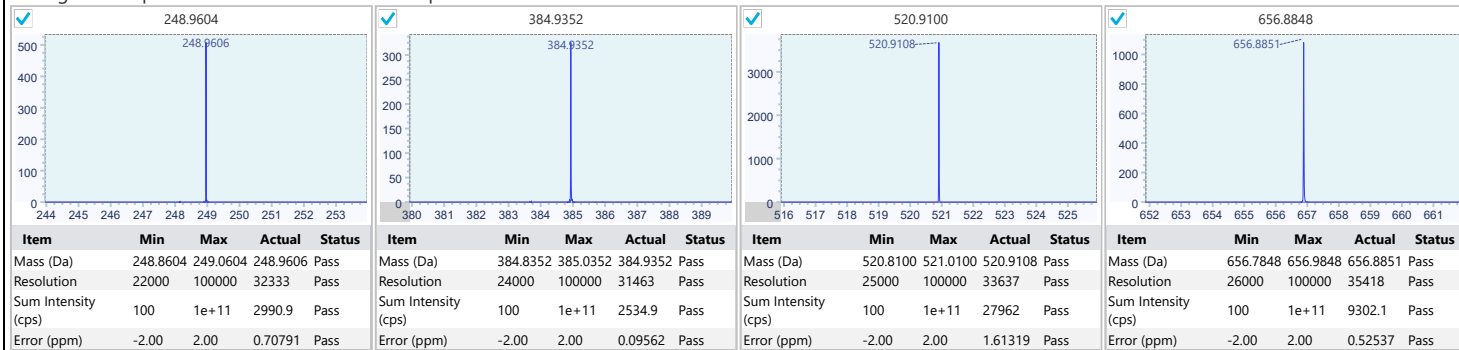 248.9604
248.9606
500
400
300
200
100
0
244 245 246 247 248 249 250 251 252 253
Item Min Max Actual Status
Mass (Da) 248.8604 249.0604 248.9606 Pass
Resolution 22000 100000 32333 Pass
Sum Intensity (cps) 100 1e+11 2990.9 Pass
Error (ppm) -2.00 2.00 0.70791 Pass
384.9352
384.9352
300
250
200
150
100
50
0
380 381 382 383 384 385 386 387 388 389
Item Min Max Actual Status
Mass (Da) 384.8352 385.0352 384.9352 Pass
Resolution 24000 100000 31463 Pass
Sum Intensity (cps) 100 1e+11 2534.9 Pass
Error (ppm) -2.00 2.00 0.09562 Pass
520.9100
520.9108
3000
2000
1000
0
516 517 518 519 520 521 522 523 524 525
Item Min Max Actual Status
Mass (Da) 520.8100 521.0100 520.9108 Pass
Resolution 25000 100000 33637 Pass
Sum Intensity (cps) 100 1e+11 27962 Pass
Error (ppm) -2.00 2.00 1.61319 Pass
656.8848
656.8851
1000
800
600
400
200
0
652 653 654 655 656 657 658 659 660 661
Item Min Max Actual Status
Mass (Da) 656.7848 656.9848 656.8851 Pass
Resolution 26000 100000 35418 Pass
Sum Intensity (cps) 100 1e+11 9302.1 Pass
Error (ppm) -2.00 2.00 0.52537 Pass